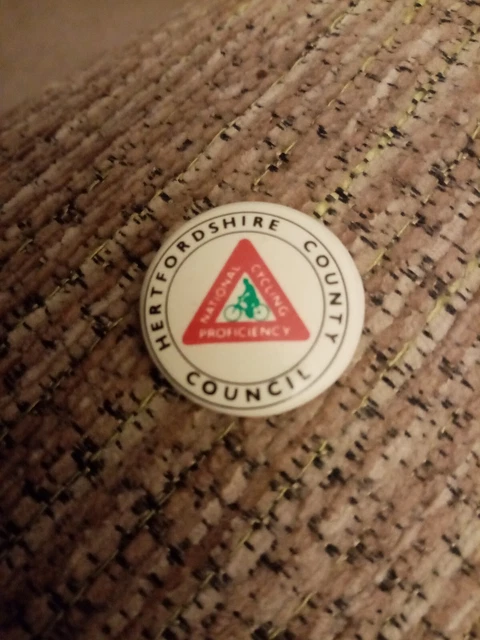 HERTFORDSHIRE COUNTY
COUNCIL
NATIONAL CYCLING
PROFICIENCY